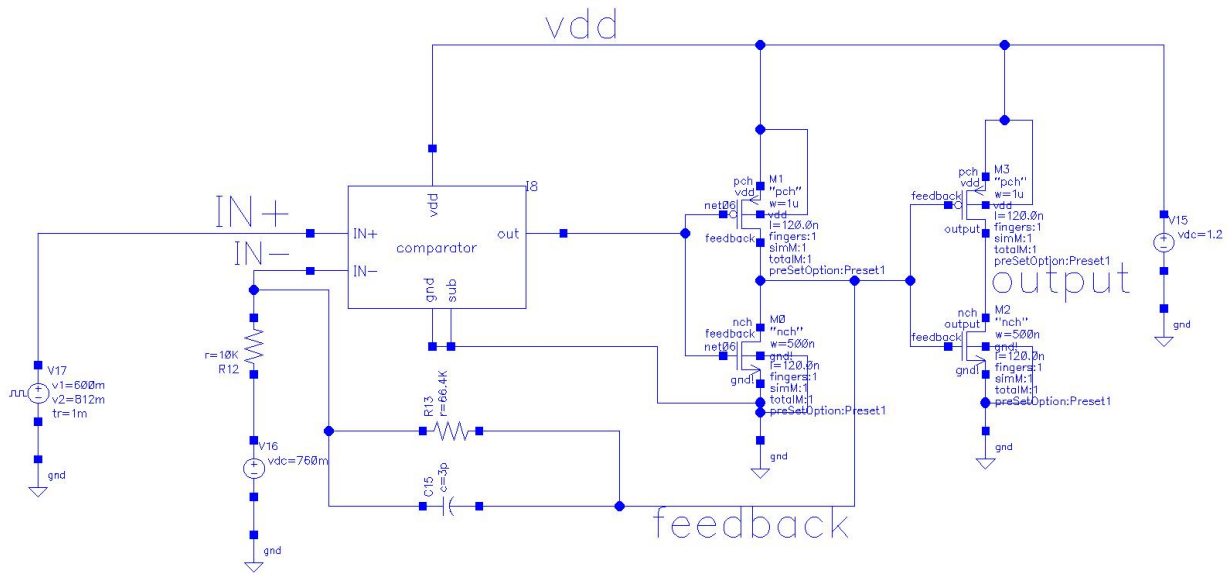 vdd
I8
vdd
IN+
IN+
comparator
out
IN-
IN-
gnd
sub
pch
M1
vdd
"pch"
w=1u
net06
vdd
l=120.0n
feedback
fingers:1
simM:1
totalM:1
preSetOption:Preset1
pch
M3
vdd
"pch"
w=1u
feedback
vdd
l=120.0n
output
fingers:1
simM:1
totalM:1
preSetOption:Preset1
V15
vdc=1.2
gnd
output
nch
M0
feedback
"nch"
w=500n
net06
gnd!
l=120.0n
gnd!
fingers:1
simM:1
totalM:1
preSetOption:Preset1
gnd
nch
M2
output
"nch"
w=500n
feedback
gnd!
l=120.0n
gnd!
fingers:1
simM:1
totalM:1
preSetOption:Preset1
gnd
r=10K
R12
V17
v1=600m
v2=812m
tr=1m
gnd
V16
vdc=760m
gnd
R13
r=66.4K
C15
c=3p
feedback